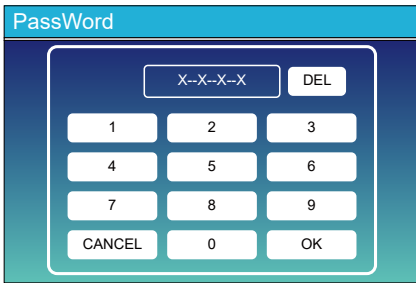 PassWord
X--X--X--X DEL
1 2 3
4 5 6
7 8 9
CANCEL 0 OK